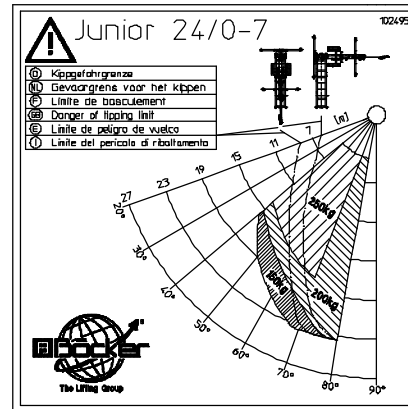 Junior 24/0-7
102495
D Kippgefahrgrenze
NL Gevaargrens voor het kippen
F Limite de basculement
GB Danger of tipping limit
E Limite de peligro de vuelco
I Limite del pericolo di ribaltamento
[m]
7
11
15
19
23
27
20°
30°
40°
50°
60°
70°
80°
90°
250kg
200kg
150kg
Böcker
The Lifting Group